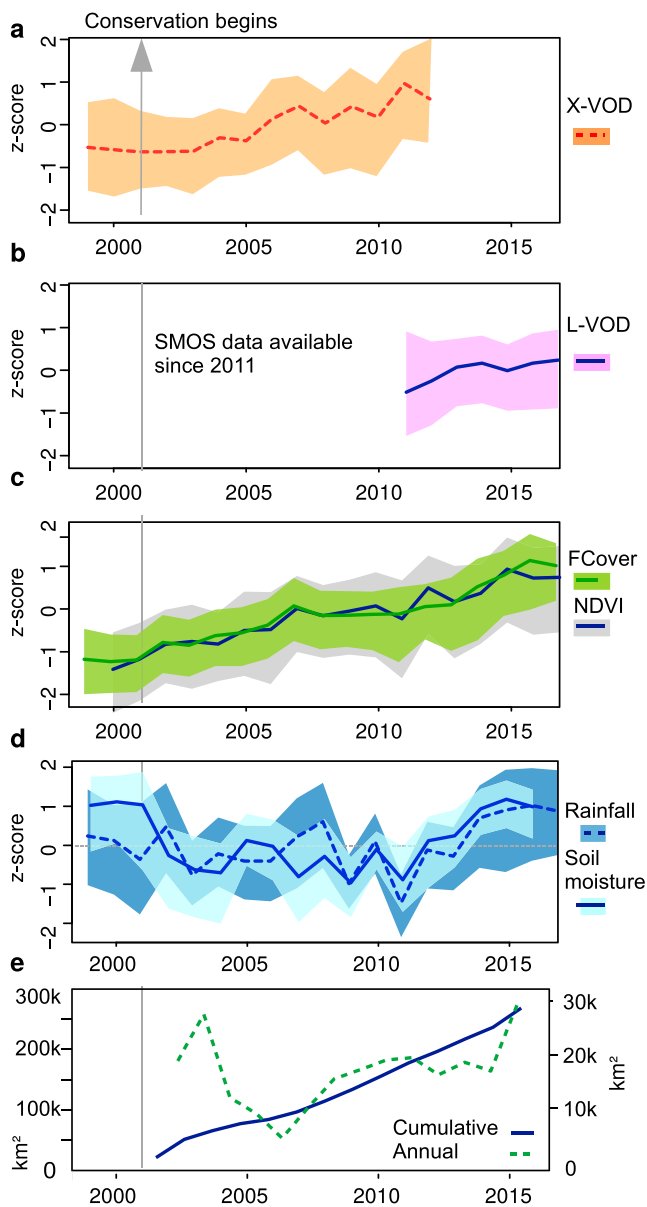 Conservation begins
a
2
1
0
−1
−2
z-score
X-VOD
2000 2005 2010 2015
b
2
1
0
−1
−2
z-score
SMOS data available
since 2011
L-VOD
2000 2005 2010 2015
c
2
1
0
−1
−2
z-score
FCover
NDVI
2000 2005 2010 2015
d
2
1
0
−1
−2
z-score
Rainfall
Soil
moisture
2000 2005 2010 2015
e
300k
200k
100k
0
km²
30k
20k
10k
0
km²
Cumulative
Annual
2000 2005 2010 2015